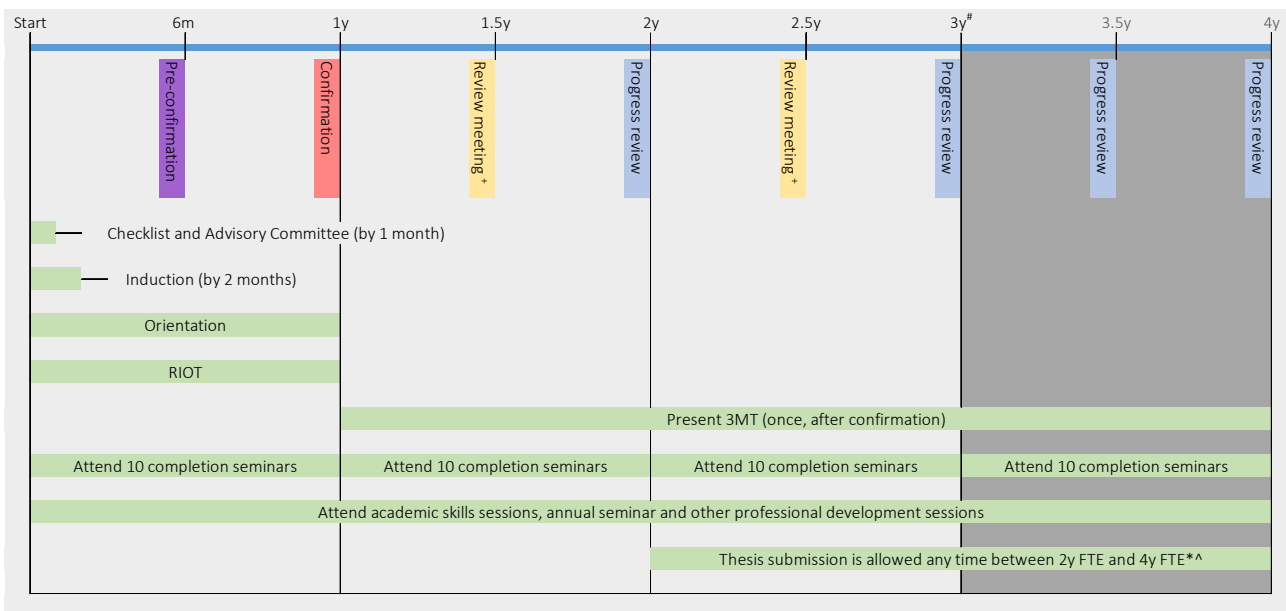 Start
6m
1y
1.5y
2y
2.5y
3y#
3.5y
4y
Pre-confirmation
Confirmation
Review meeting +
Progress review
Review meeting +
Progress review
Progress review
Progress review
Checklist and Advisory Committee (by 1 month)
Induction (by 2 months)
Orientation
RIOT
Present 3MT (once, after confirmation)
Attend 10 completion seminars
Attend 10 completion seminars
Attend 10 completion seminars
Attend 10 completion seminars
Attend academic skills sessions, annual seminar and other professional development sessions
Thesis submission is allowed any time between 2y FTE and 4y FTE*^